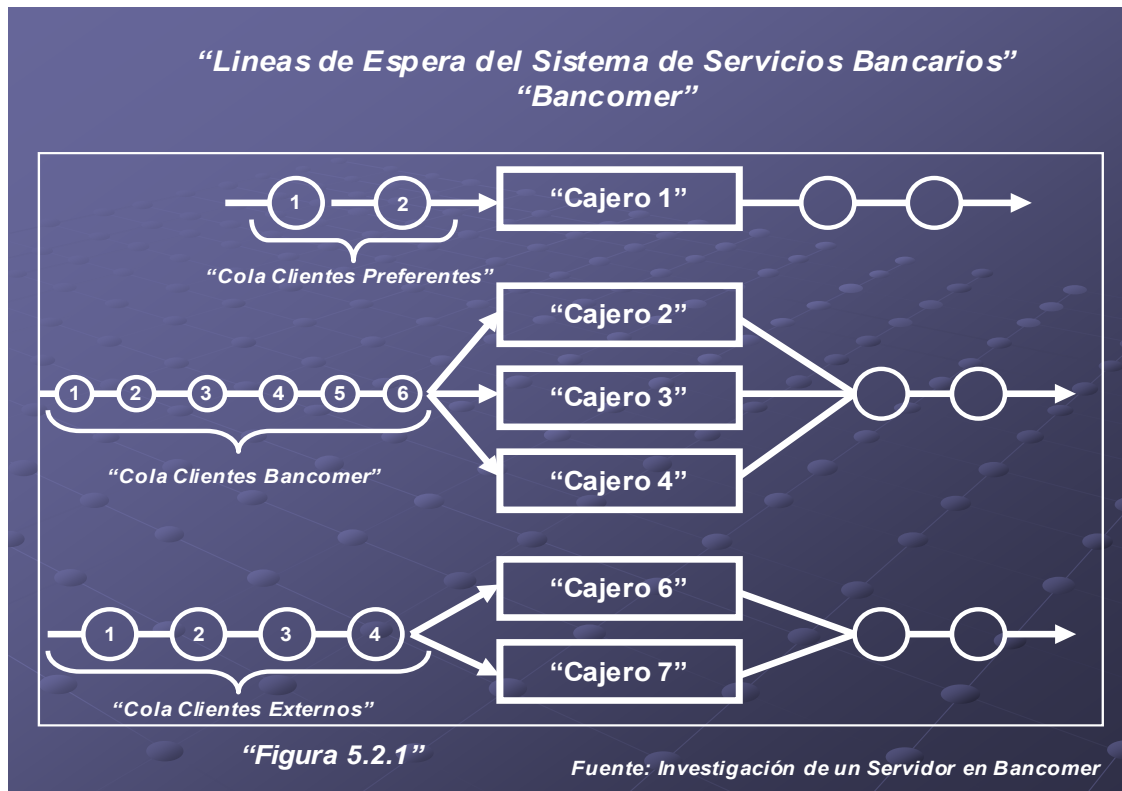 “Lineas de Espera del Sistema de Servicios Bancarios”
“Bancomer”
1 2
“Cajero 1”
“Cola Clientes Preferentes”
“Cajero 2”
1 2 3 4 5 6
“Cajero 3”
“Cola Clientes Bancomer”
“Cajero 4”
“Cajero 6”
1 2 3 4
“Cajero 7”
“Cola Clientes Externos”
“Figura 5.2.1”
Fuente: Investigación de un Servidor en Bancomer